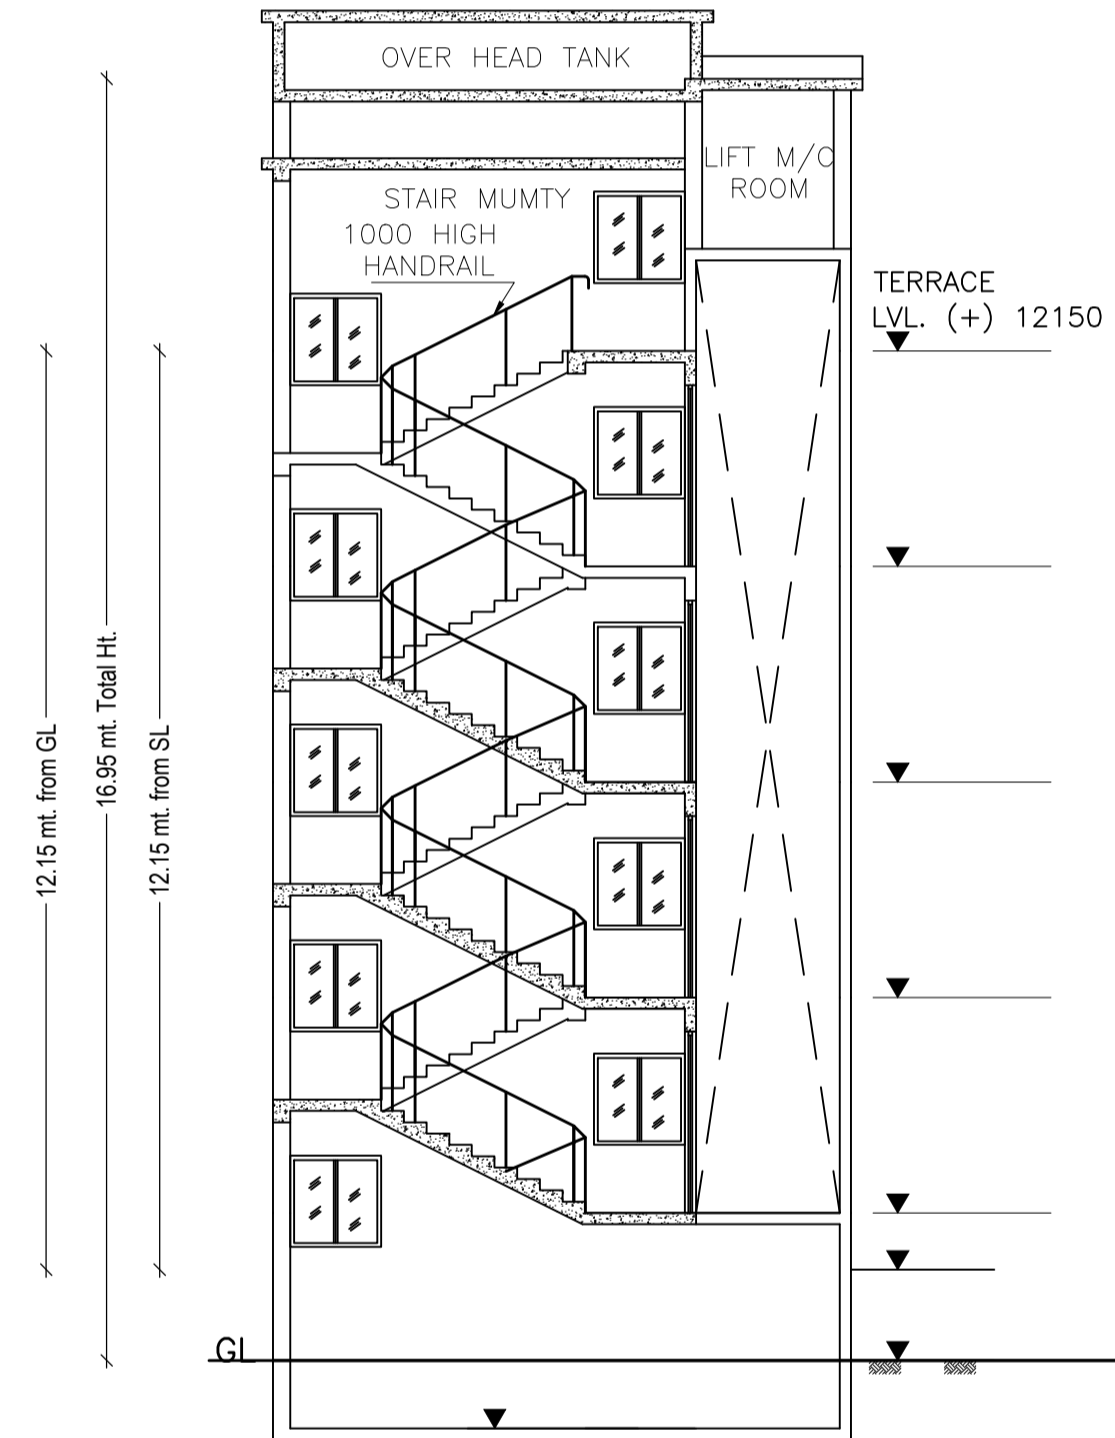 OVER HEAD TANK
LIFT M/C
ROOM
STAIR MUMTY
1000 HIGH
HANDRAIL
TERRACE
LVL. (+) 12150
12.15 mt. from GL
16.95 mt. Total Ht.
12.15 mt. from SL
GL